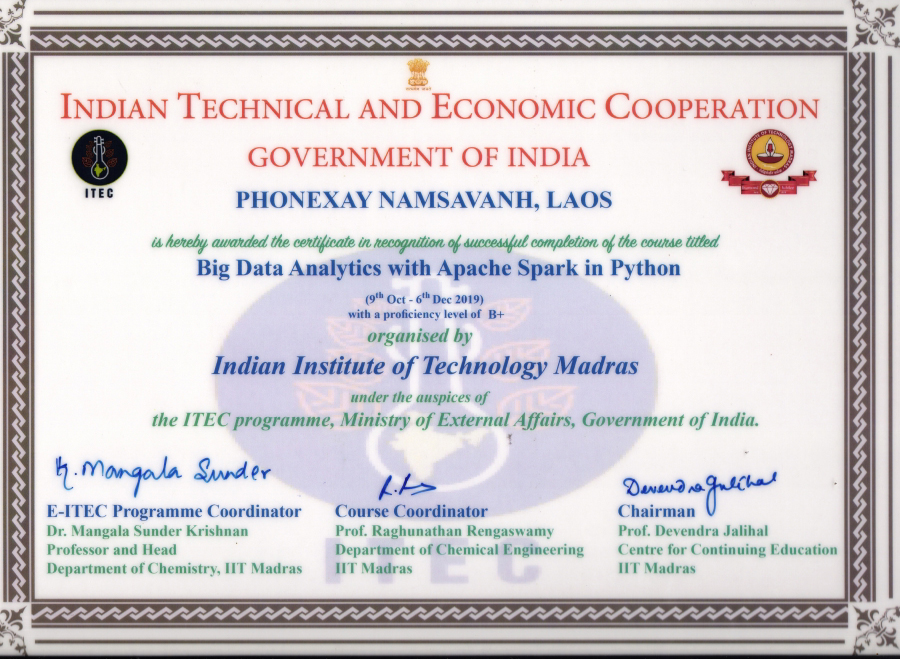 INDIAN TECHNICAL AND ECONOMIC COOPERATION
GOVERNMENT OF INDIA
ITEC
PHONEXAY NAMSAVANH, LAOS
is hereby awarded the certificate in recognition of successful completion of the course titled
Big Data Analytics with Apache Spark in Python
(9th Oct - 6th Dec 2019)
with a proficiency level of B+
organised by
Indian Institute of Technology Madras
under the auspices of
the ITEC programme, Ministry of External Affairs, Government of India.
K. Mangala Sunder
Devendra Jalihal
E-ITEC Programme Coordinator
Dr. Mangala Sunder Krishnan
Professor and Head
Department of Chemistry, IIT Madras
Course Coordinator
Prof. Raghunathan Rengaswamy
Department of Chemical Engineering
IIT Madras
Chairman
Prof. Devendra Jalihal
Centre for Continuing Education
IIT Madras
ITEC